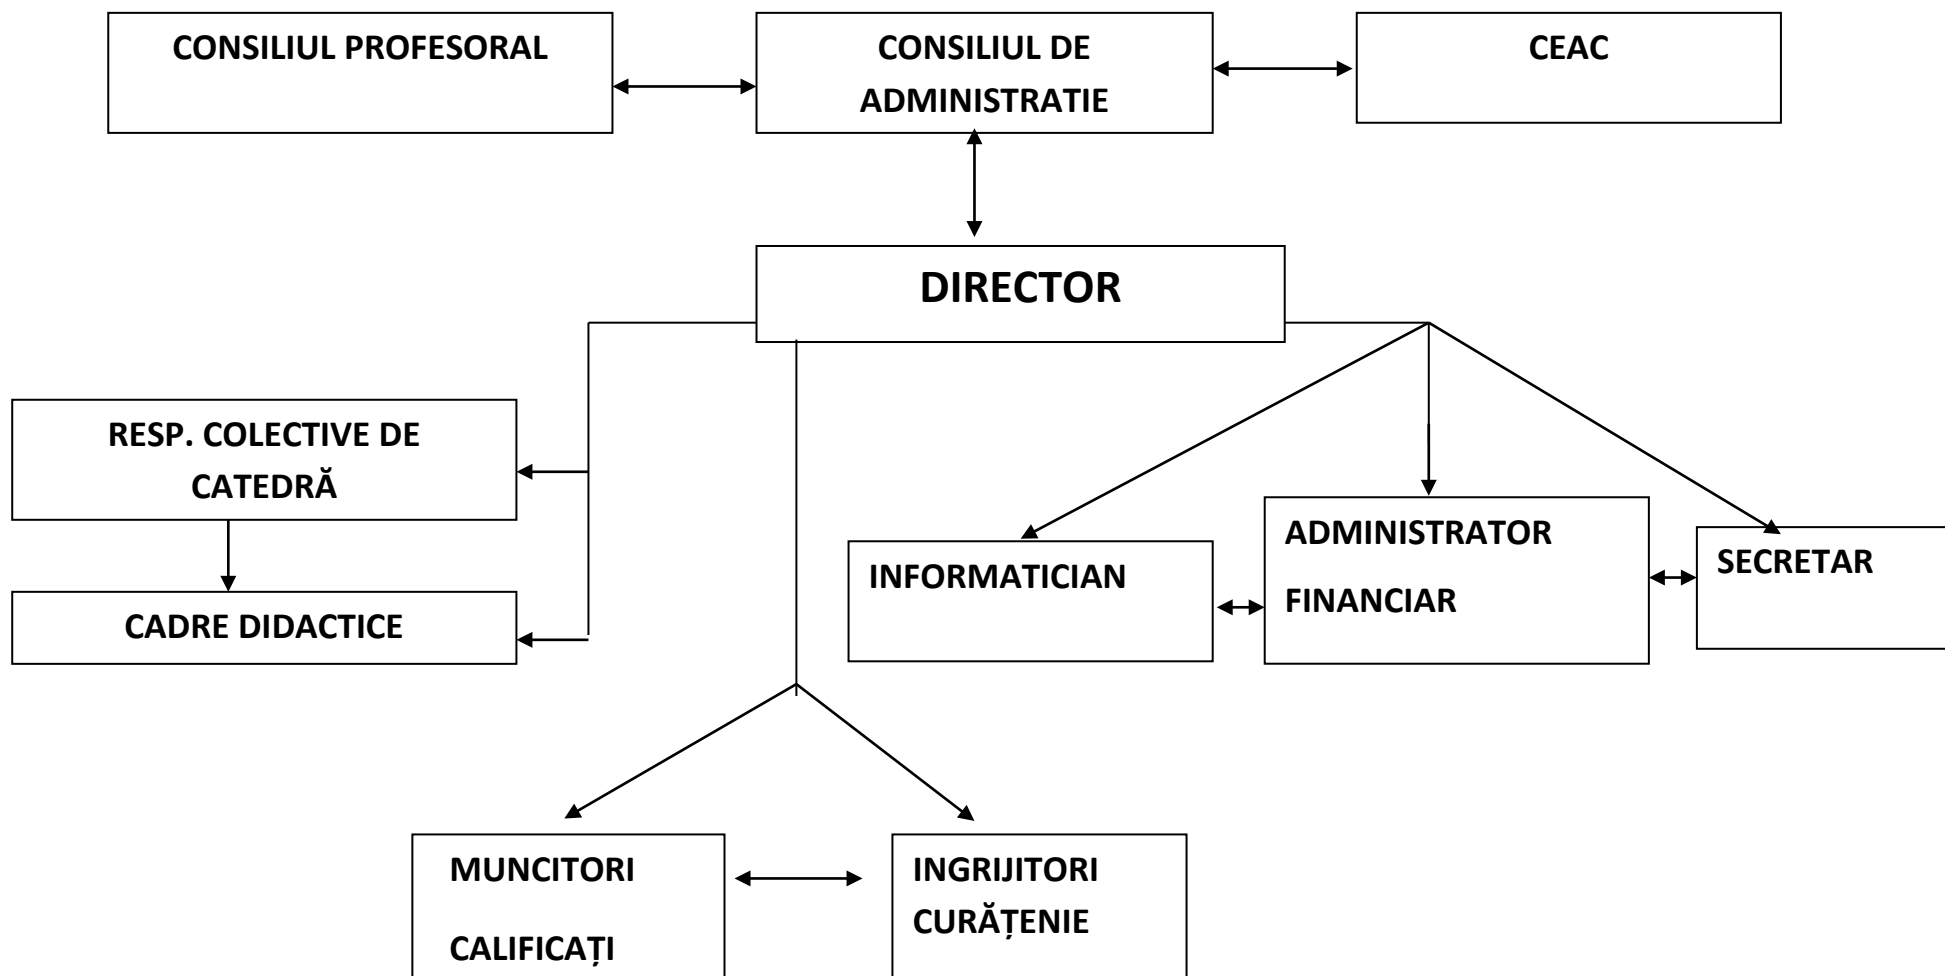 CONSILIUL PROFESORAL
CONSILIUL DE
ADMINISTRATIE
CEAC
DIRECTOR
RESP. COLECTIVE DE
CATEDRĂ
CADRE DIDACTICE
INFORMATICIAN
ADMINISTRATOR
FINANCIAR
SECRETAR
MUNCITORI
CALIFICAȚI
INGRIJITORI
CURĂȚENIE